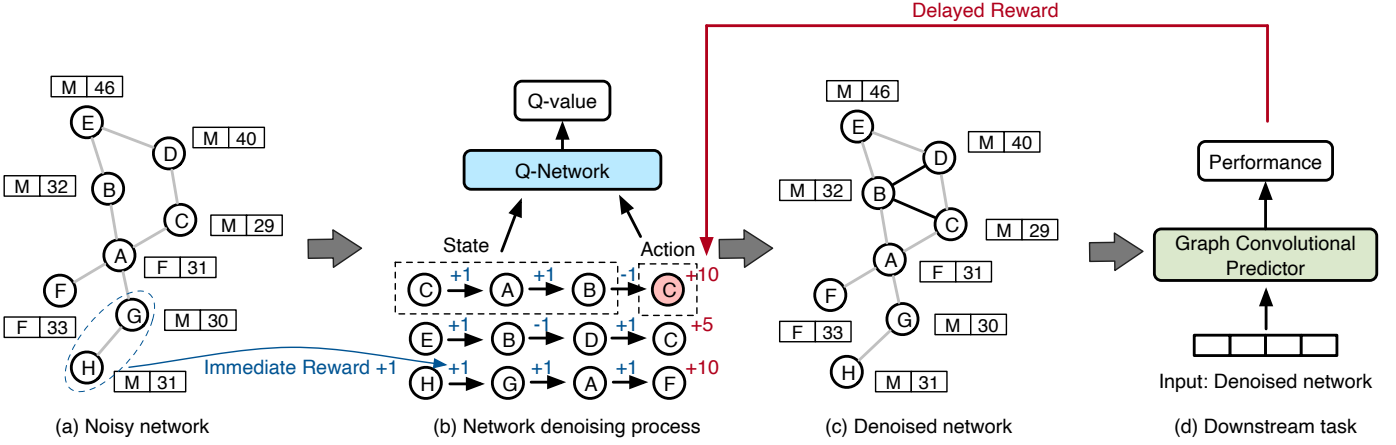 Delayed Reward
M 46
E
D
M 40
M 32
B
C
M 29
A
F 31
F
G
F 33
M 30
H
M 31
(a) Noisy network
Q-value
Q-Network
State
Action
C +1 A +1 B -1 C +10
E +1 B -1 D +1 C +5
Immediate Reward +1
H +1 G +1 A +1 F +10
(b) Network denoising process
M 46
E
D
M 40
M 32
B
C
M 29
A
F 31
F
G
F 33
M 30
H
M 31
(c) Denoised network
Performance
Graph Convolutional
Predictor
Input: Denoised network
(d) Downstream task